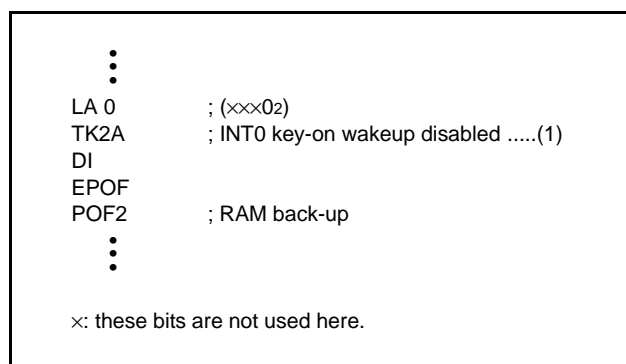 LA 0 ; (×××0₂)
TK2A ; INT0 key-on wakeup disabled .....(1)
DI
EPOF
POF2 ; RAM back-up
×: these bits are not used here.